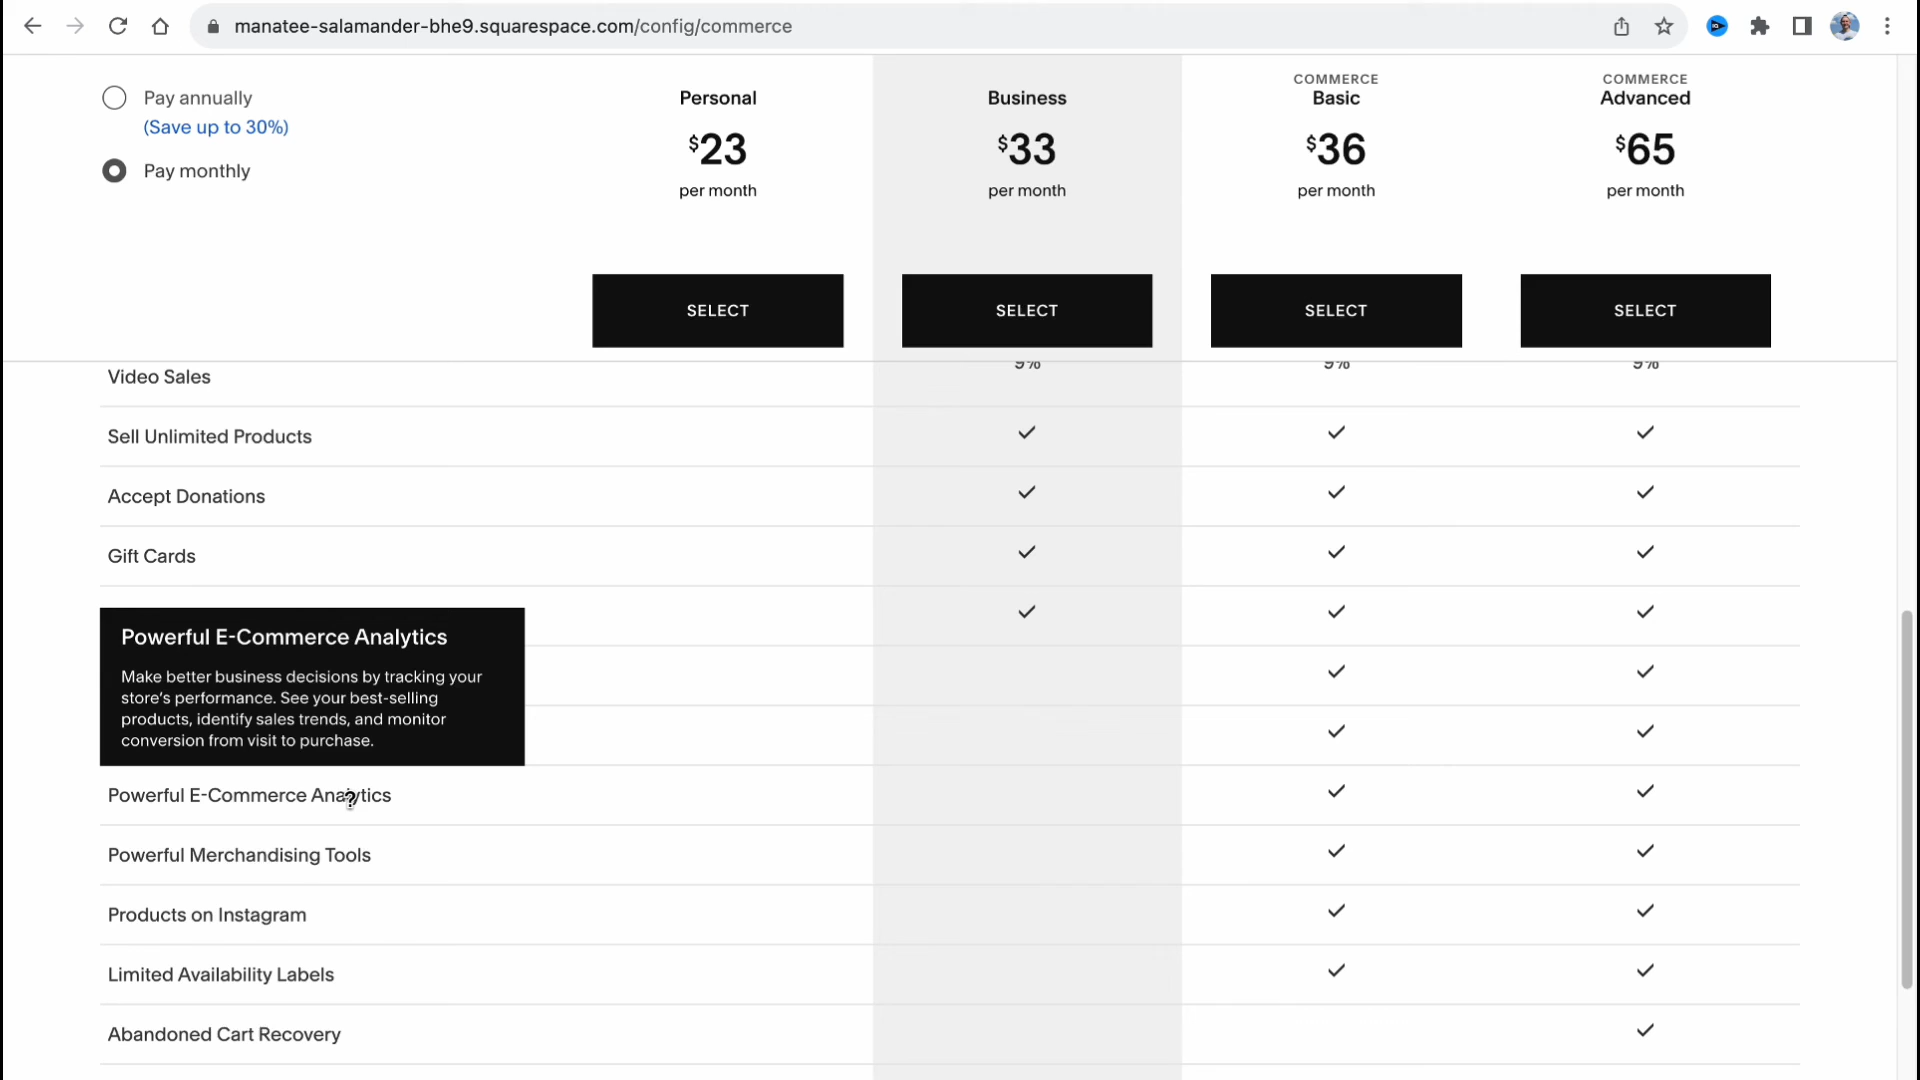 manatee-salamander-bhe9.squarespace.com/config/commerce
Pay annually
(Save up to 30%)
Pay monthly
Personal
$23
per month
SELECT
Business
$33
per month
SELECT
COMMERCE
Basic
$36
per month
SELECT
COMMERCE
Advanced
$65
per month
SELECT
Video Sales 9% 9% 9%
Sell Unlimited Products
Accept Donations
Gift Cards
Powerful E-Commerce Analytics
Make better business decisions by tracking your
store's performance. See your best-selling
products, identify sales trends, and monitor
conversion from visit to purchase.
Powerful E-Commerce Analytics
Powerful Merchandising Tools
Products on Instagram
Limited Availability Labels
Abandoned Cart Recovery